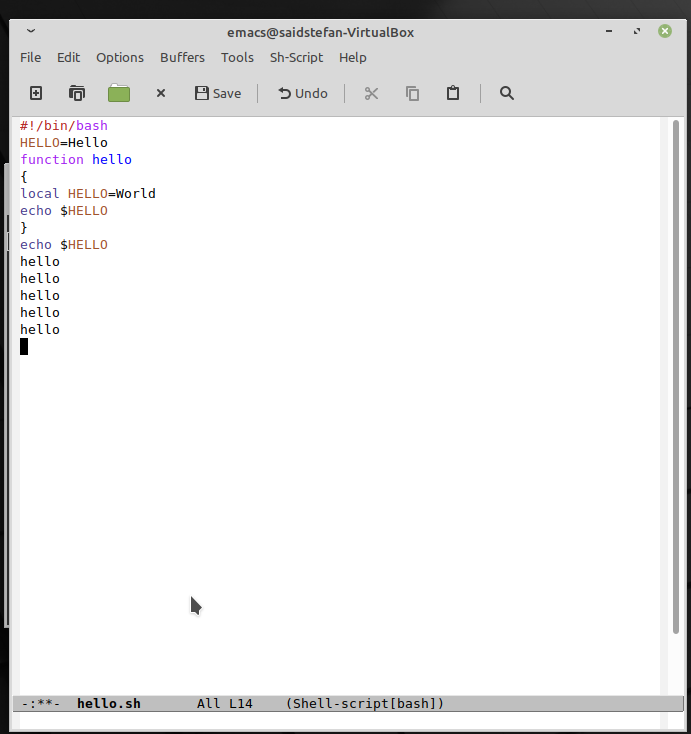 emacs@saidstefan-VirtualBox
File Edit Options Buffers Tools Sh-Script Help
Save Undo
#!/bin/bash
HELLO=Hello
function hello
{
local HELLO=World
echo $HELLO
}
echo $HELLO
hello
hello
hello
hello
hello
-:**- hello.sh All L14 (Shell-script[bash])